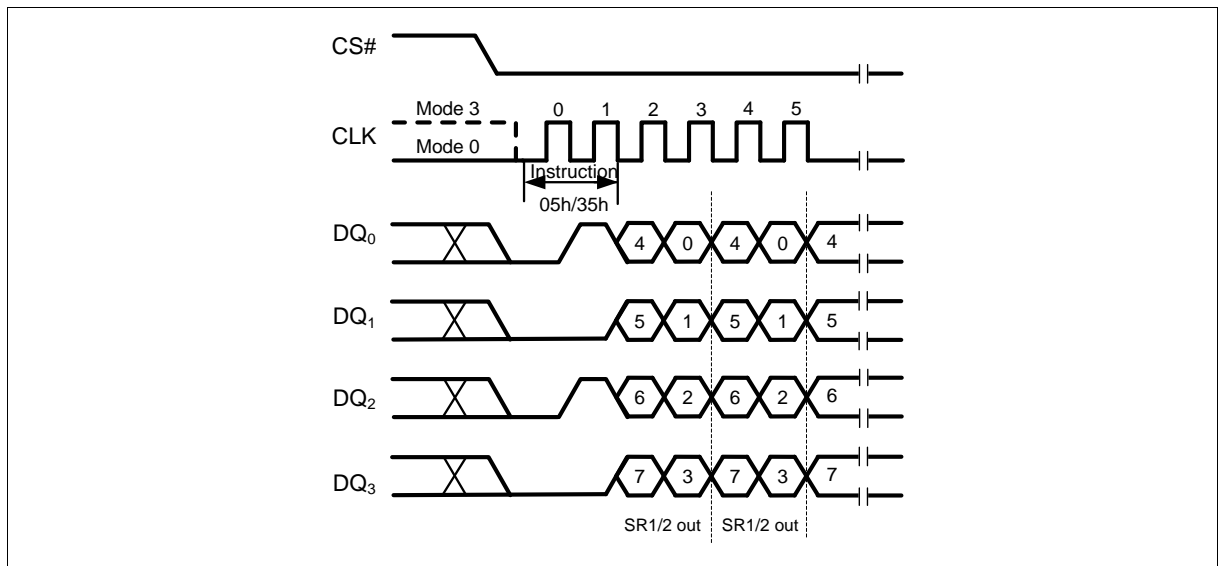 CS#
Mode 3
0 1 2 3 4 5
CLK
Mode 0
Instruction
05h/35h
DQ0
4 0 4 0 4
DQ1
5 1 5 1 5
DQ2
6 2 6 2 6
DQ3
7 3 7 3 7
SR1/2 out SR1/2 out